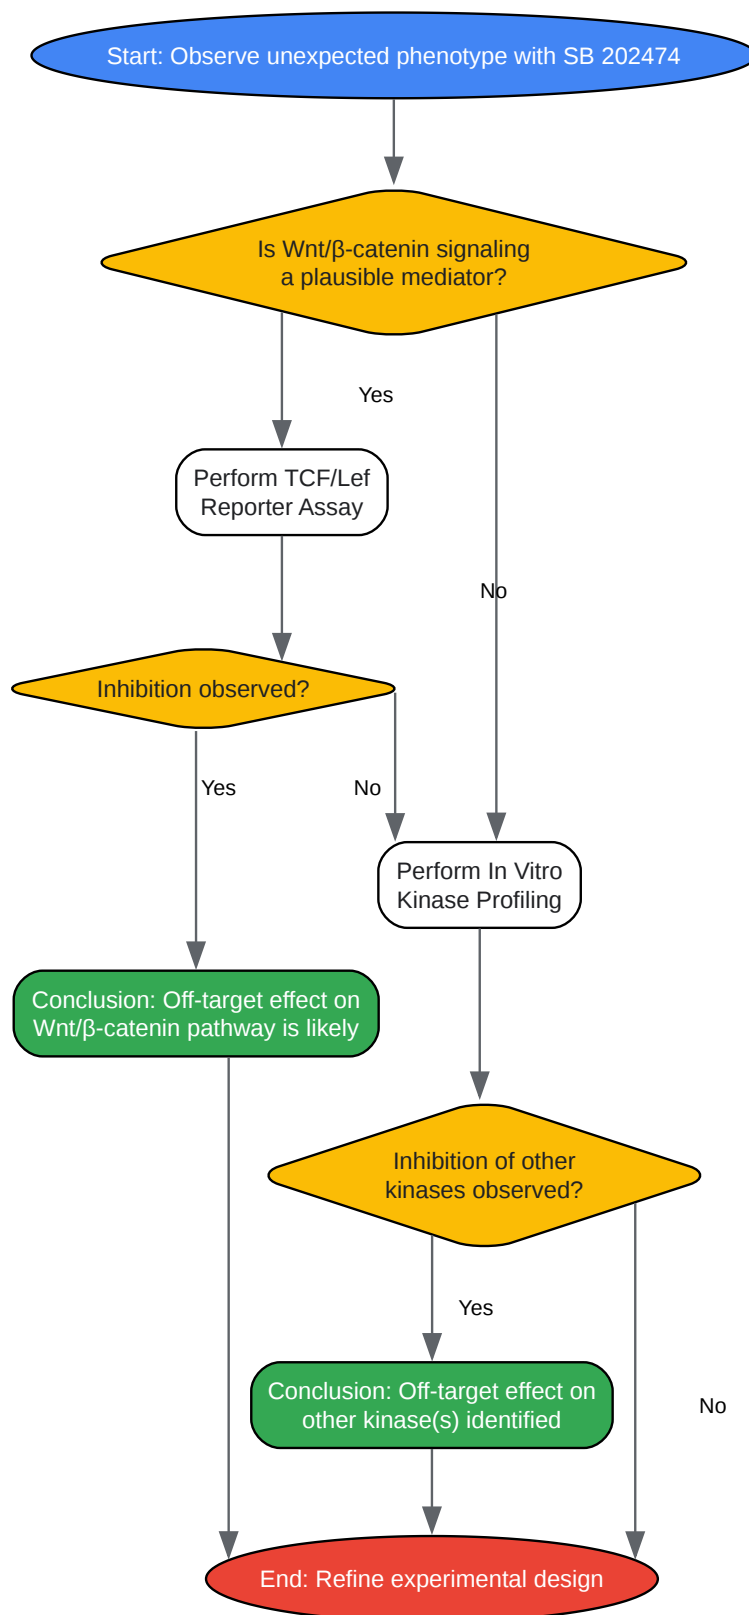 Start: Observe unexpected phenotype with SB 202474
Is Wnt/β-catenin signaling
a plausible mediator?
Yes
Perform TCF/Lef
Reporter Assay
No
Inhibition observed?
Yes
No
Perform In Vitro
Kinase Profiling
Conclusion: Off-target effect on
Wnt/β-catenin pathway is likely
Inhibition of other
kinases observed?
Yes
Conclusion: Off-target effect on
other kinase(s) identified
No
End: Refine experimental design